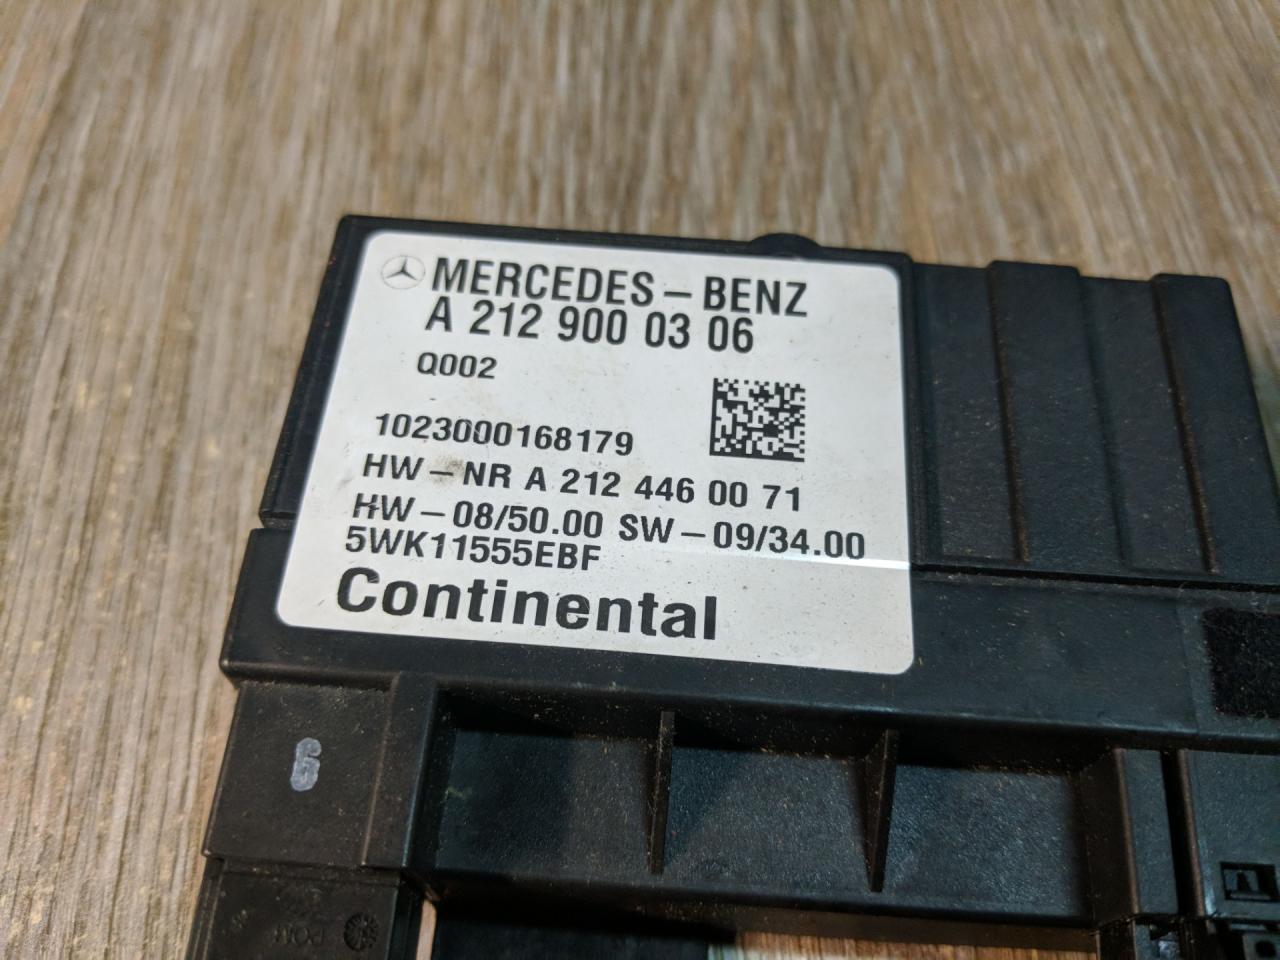 MERCEDES-BENZ
A 212 900 03 06
Q002
1023000168179
HW-NR A 212 446 00 71
HW-08/50.00 SW-09/34.00
5WK11555EBF
Continental
6
POM